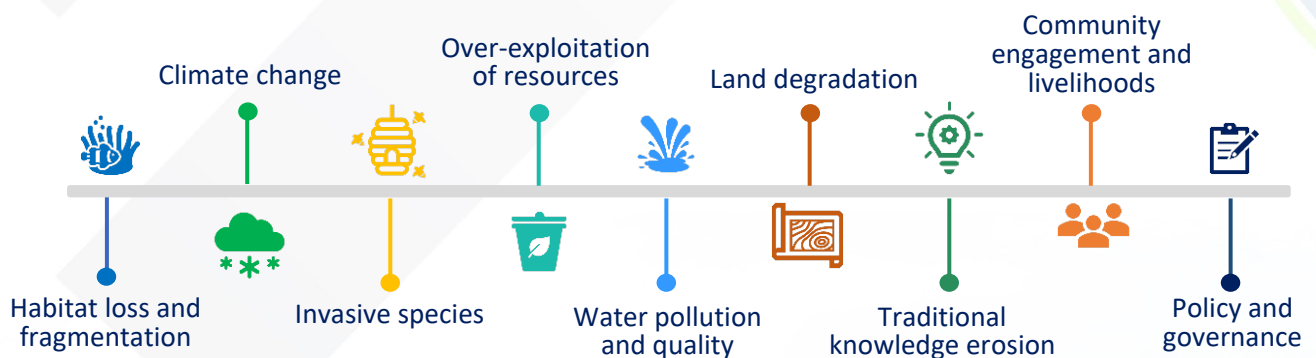 Habitat loss and
fragmentation
Climate change
Invasive species
Over-exploitation
of resources
Water pollution
and quality
Land degradation
Traditional
knowledge erosion
Community
engagement and
livelihoods
Policy and
governance